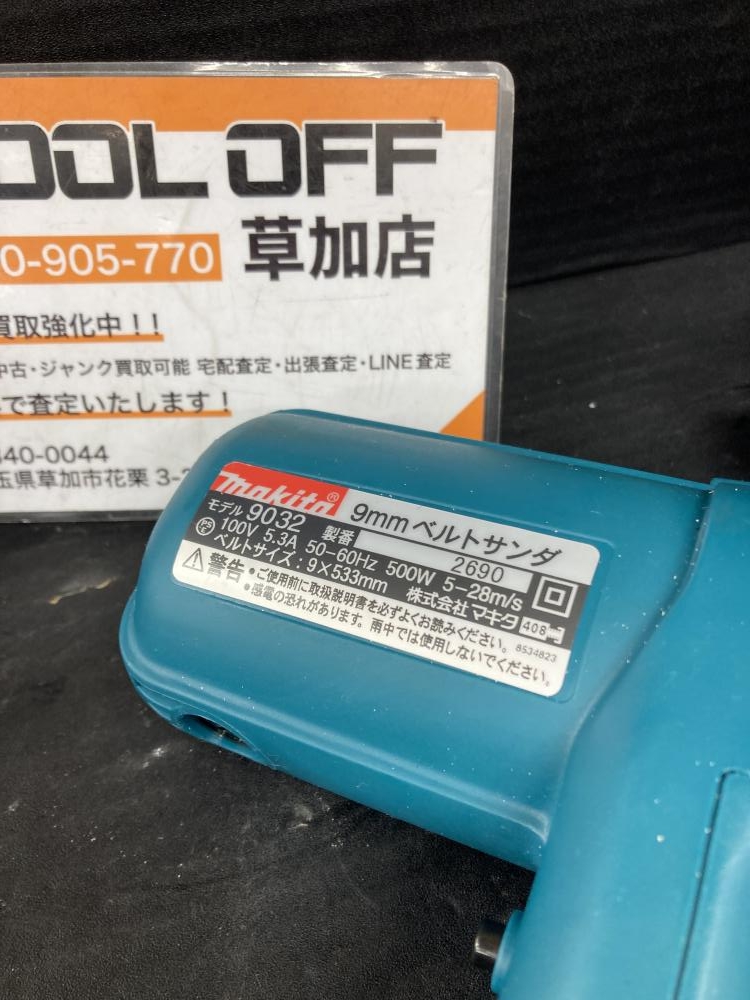 OOL OFF
0-905-770 草加店
買取強化中!!
中古・ジャンク買取可能 宅配査定・出張査定・LINE査定
で査定いたします!
340-0044
玉県草加市花栗 3-2
makita® 9mmベルトサンダ
モデル 9032 製番 2690
PSE 100V 5.3A 50-60Hz 500W 5-28m/s
ベルトサイズ:9×533mm 株式会社マキタ 408
警告 •ご使用前に取扱説明書を必ずよくお読みください。 8534823
•感電の恐れがあります。雨中では使用しないでください。